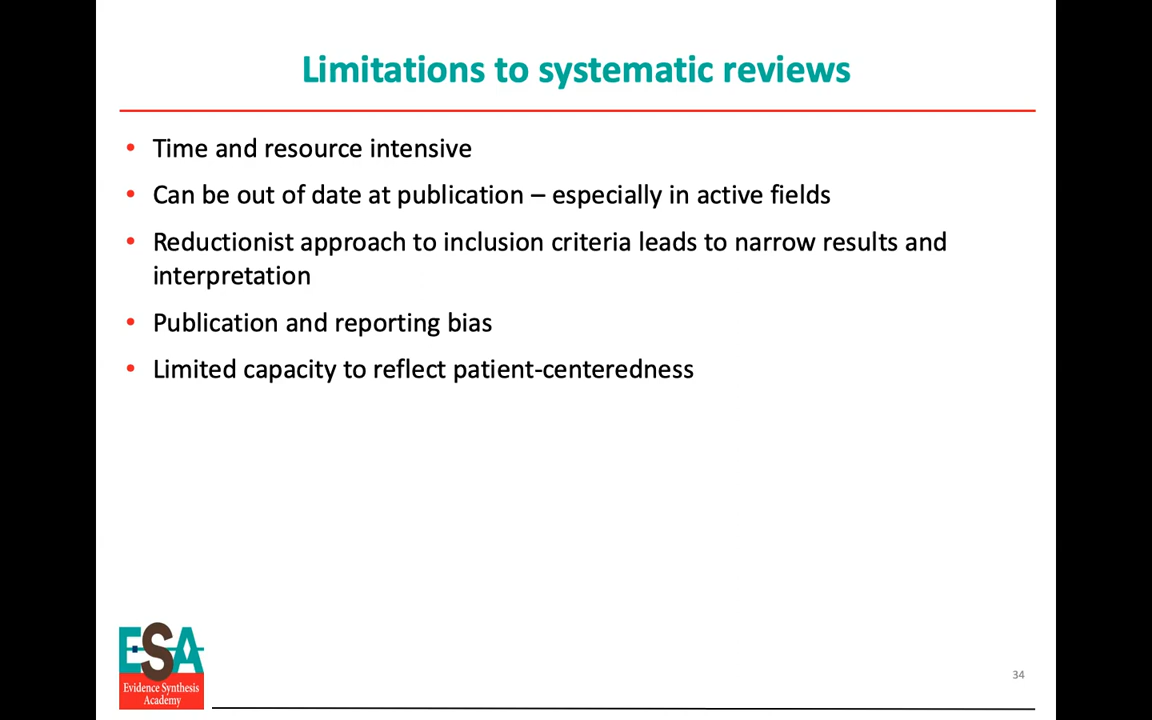 Limitations to systematic reviews
• Time and resource intensive
• Can be out of date at publication – especially in active fields
• Reductionist approach to inclusion criteria leads to narrow results and
interpretation
• Publication and reporting bias
• Limited capacity to reflect patient-centeredness
ESA
Evidence Synthesis
Academy
34